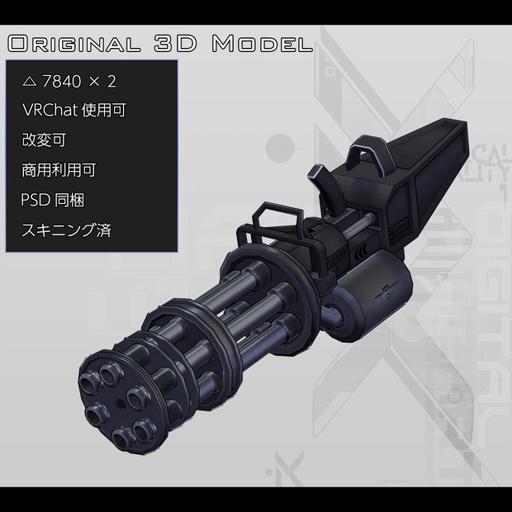 Original 3D Model
△ 7840 × 2
VRChat 使用可
改変可
商用利用可
PSD 同梱
スキニング済
DIGITAL